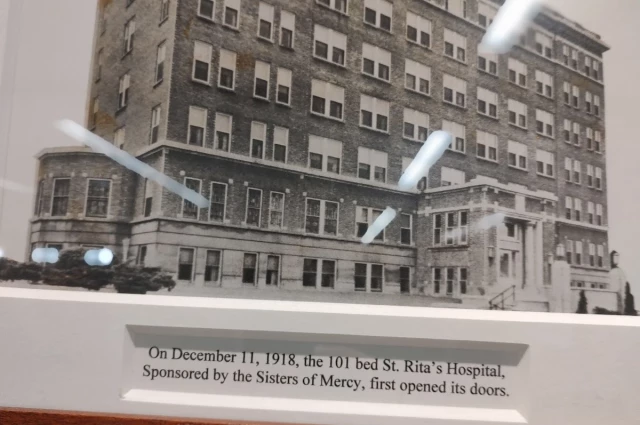 On December 11, 1918, the 101 bed St. Rita's Hospital,
Sponsored by the Sisters of Mercy, first opened its doors.